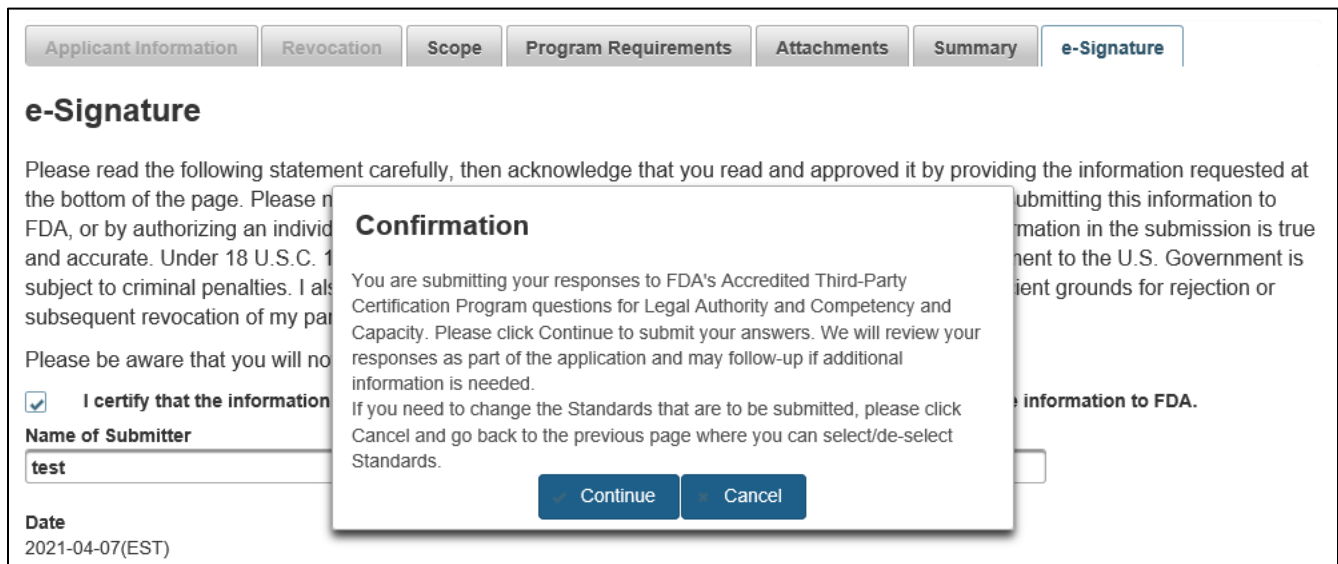 Applicant Information Revocation Scope Program Requirements Attachments Summary e-Signature
e-Signature
Please read the following statement carefully, then acknowledge that you read and approved it by providing the information requested at
the bottom of the page. Please n
ubmitting this information to
FDA, or by authorizing an individ
mation in the submission is true
and accurate. Under 18 U.S.C. 1
nent to the U.S. Government is
subject to criminal penalties. I als
ient grounds for rejection or
subsequent revocation of my par
Please be aware that you will no
I certify that the information
e information to FDA.
Name of Submitter
test
Date
2021-04-07(EST)
Confirmation
You are submitting your responses to FDA's Accredited Third-Party
Certification Program questions for Legal Authority and Competency and
Capacity. Please click Continue to submit your answers. We will review your
responses as part of the application and may follow-up if additional
information is needed.
If you need to change the Standards that are to be submitted, please click
Cancel and go back to the previous page where you can select/de-select
Standards.
Continue Cancel